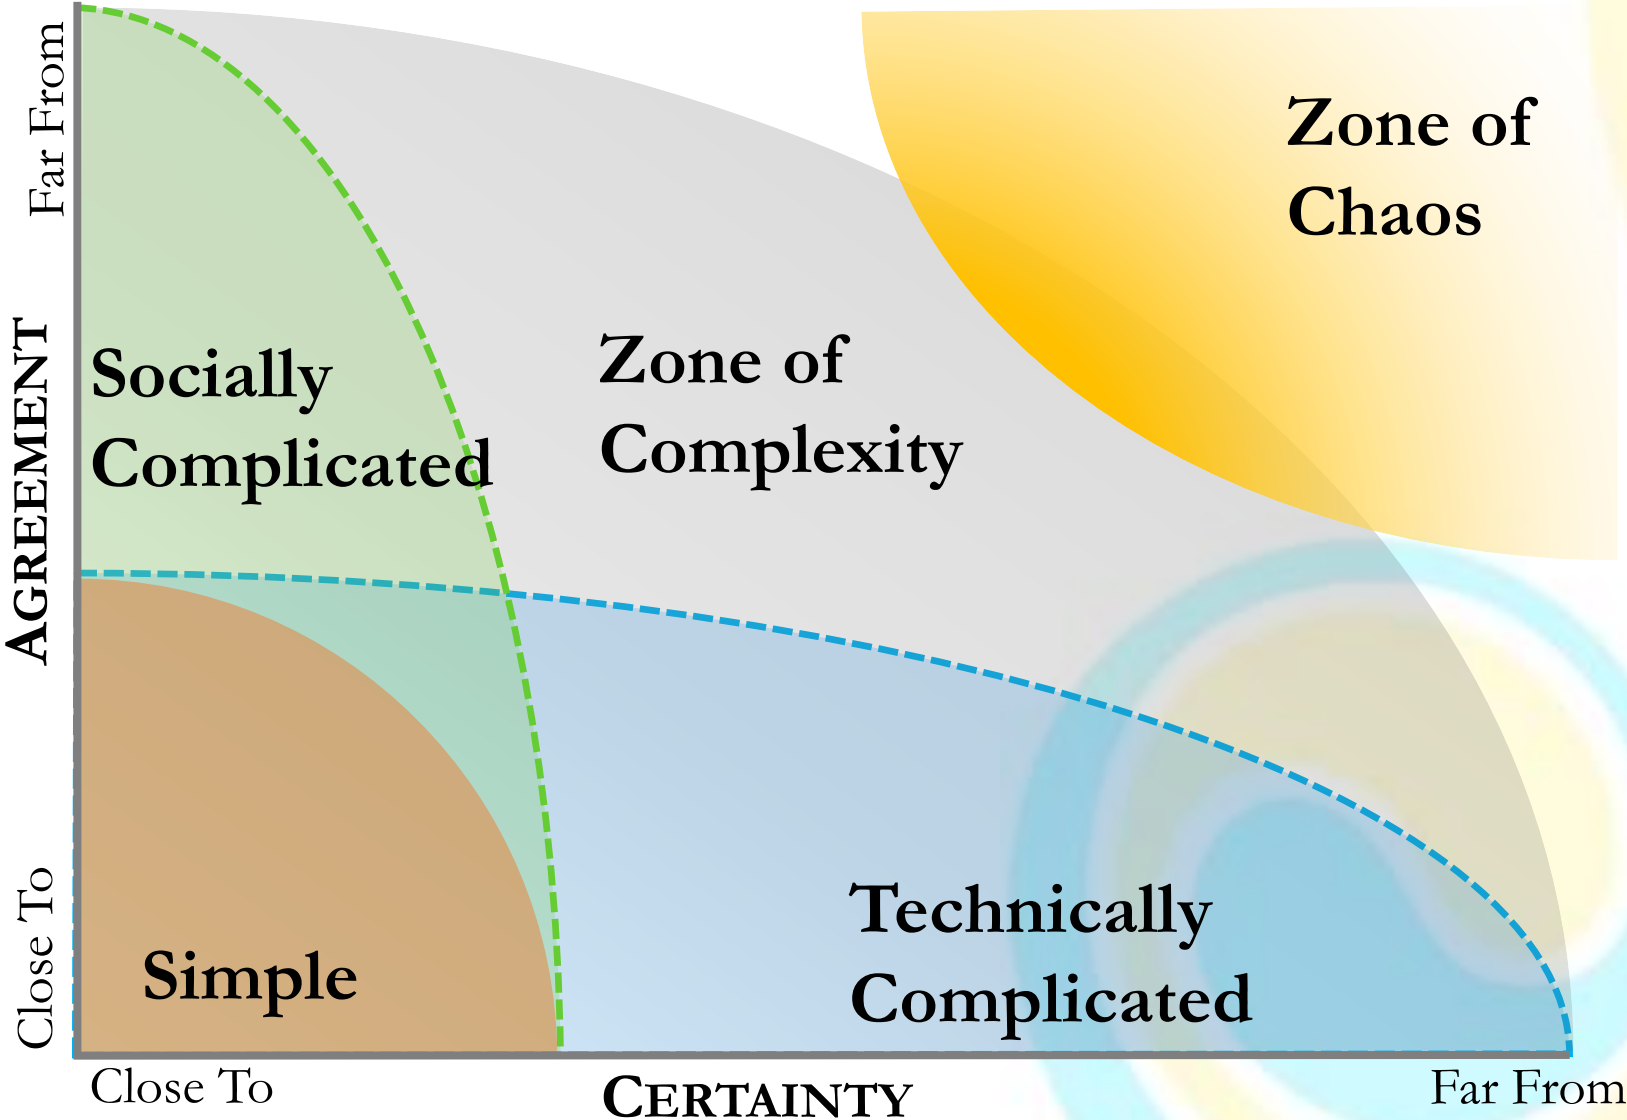 Far From
Zone of
Chaos
AGREEMENT
Socially
Complicated
Zone of
Complexity
Close To
Simple
Technically
Complicated
Close To
CERTAINTY
Far From